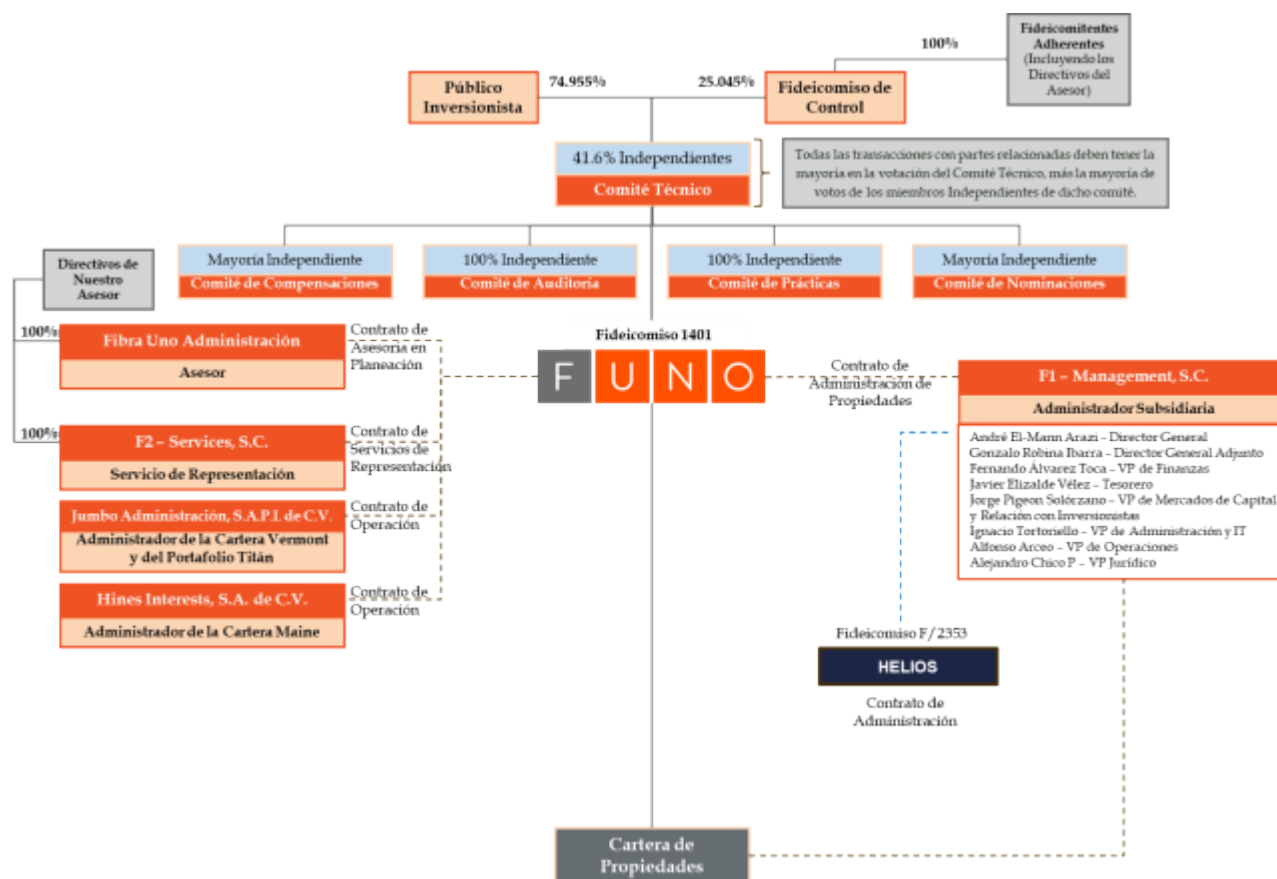 100%
Fideicomitentes
Adherentes
(Incluyendo los
Directivos del
Asesor)
Público
Inversionista
74.955%
25.045%
Fideicomiso de
Control
41.6% Independientes
Comité Técnico
Todas las transacciones con partes relacionadas deben tener la
mayoría en la votación del Comité Técnico, más la mayoría de
votos de los miembros Independientes de dicho comité.
Directivos de
Nuestro
Asesor
Mayoría Independiente
Comité de Compensaciones
100% Independiente
Comité de Auditoría
100% Independiente
Comité de Prácticas
Mayoría Independiente
Comité de Nominaciones
100%
Fibra Uno Administración
Asesor
Contrato de
Asesoría en
Planeación
Fideicomiso 1401
FUNO
Contrato de
Administración de
Propiedades
F1 – Management, S.C.
Administrador Subsidiaria
André El-Mann Arazi – Director General
Gonzalo Robina Ibarra – Director General Adjunto
Fernando Álvarez Toca – VP de Finanzas
Javier Elizalde Vélez – Tesorero
Jorge Pigeon Solórzano – VP de Mercados de Capital
y Relación con Inversionistas
Ignacio Tortoriello – VP de Administración y IT
Alfonso Arceo – VP de Operaciones
Alejandro Chico P – VP Jurídico
100%
F2 – Services, S.C.
Servicio de Representación
Contrato de
Servicios de
Representación
Jumbo Administración, S.A.P.I. de C.V.
Administrador de la Cartera Vermont
y del Portafolio Titán
Contrato de
Operación
Hines Interests, S.A. de C.V.
Administrador de la Cartera Maine
Contrato de
Operación
Fideicomiso F/2353
HELIOS
Contrato de
Administración
Cartera de
Propiedades